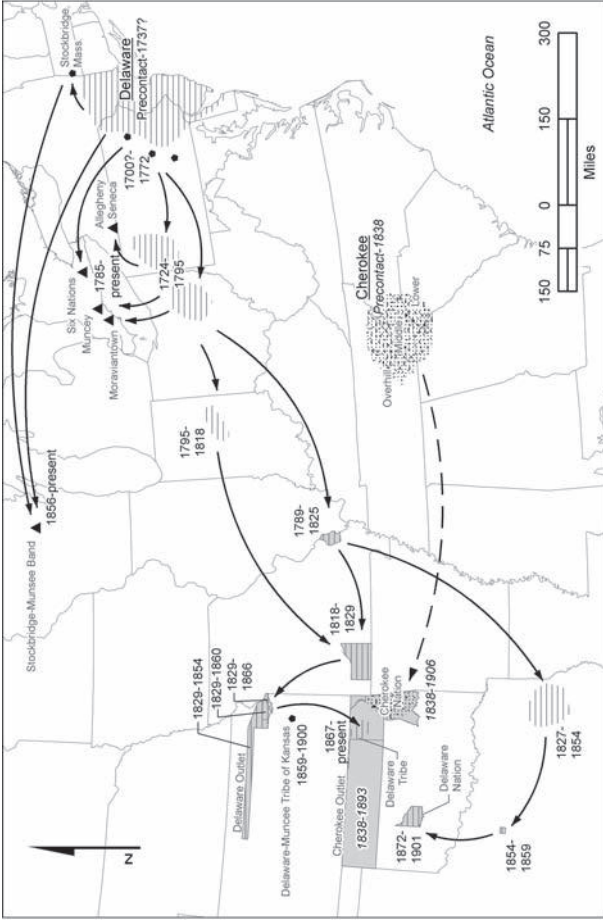 Stockbridge,
Mass.
Delaware
Precontact-1737?
1700?-
1772
Allegheny
Seneca
Six Nations
Muncey
Moraviantown
1785-
present
1724-
1795
Stockbridge-Munsee Band
1856-present
1795-
1818
1789-
1825
1818-
1829
Cherokee
Precontact-1838
Overhill
Middle
Lower
Atlantic Ocean
150
75
0
150
300
Miles
N
Delaware Outlet
1829-1854
1829-1860
1829-
1866
Delaware-Muncee Tribe of Kansas
1859-1900
Cherokee Outlet
1838-1893
1867-
present
Cherokee
Nation
1838-1906
Delaware
Tribe
Delaware
Nation
1872-
1901
1854-
1859
1827-
1854